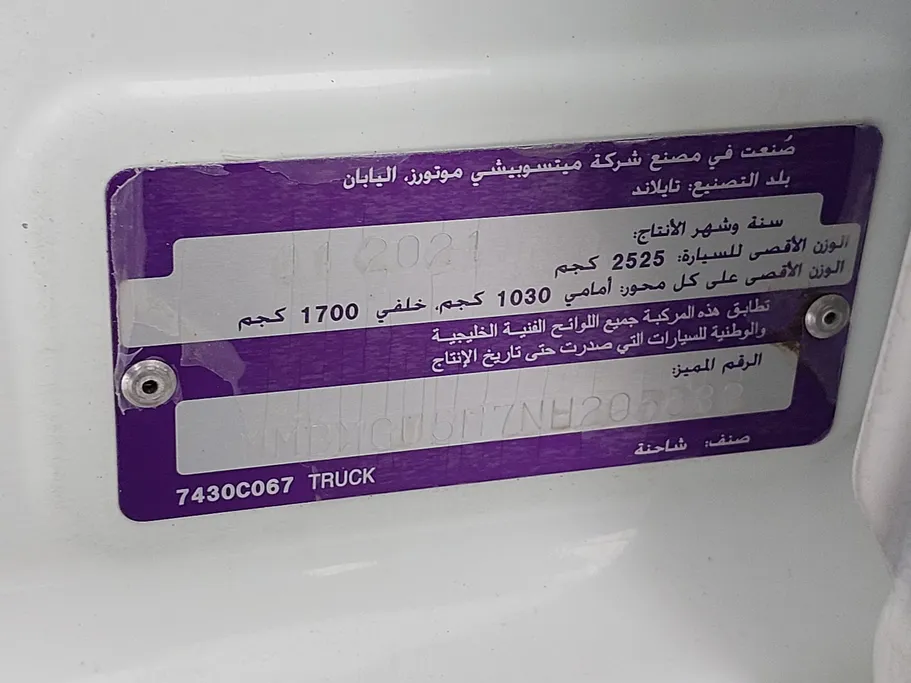 صُنعت في مصنع شركة ميتسوبيشي موتورز، اليابان
بلد التصنيع: تايلاند
سنة وشهر الأنتاج:
2021
الوزن الأقصى للسيارة: 2525 كجم
الوزن الأقصى على كل محور: أمامي 1030 كجم، خلفي 1700 كجم
تطابق هذه المركبة جميع اللوائح الفنية الخليجية
والوطنية للسيارات التي صدرت حتى تاريخ الإنتاج
الرقم المميز:
صنف: شاحنة
7430C067 TRUCK